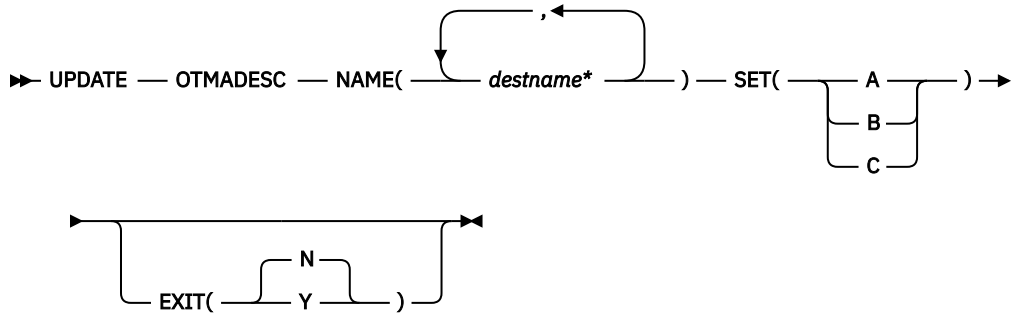 ,
UPDATE OTMADESC NAME( destname* ) SET( A )
B
C
N
EXIT( Y )